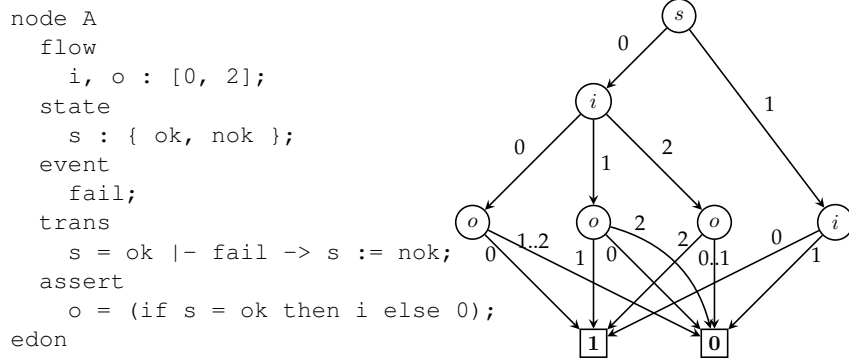 node A
flow
i, o : [0, 2];
state
s : { ok, nok };
event
fail;
trans
s = ok |- fail -> s := nok;
assert
o = (if s = ok then i else 0);
edon
s
0
1
i
0
1
2
o
o
o
i
0
1..2
1
0
2
2
0..1
0
1
1
0